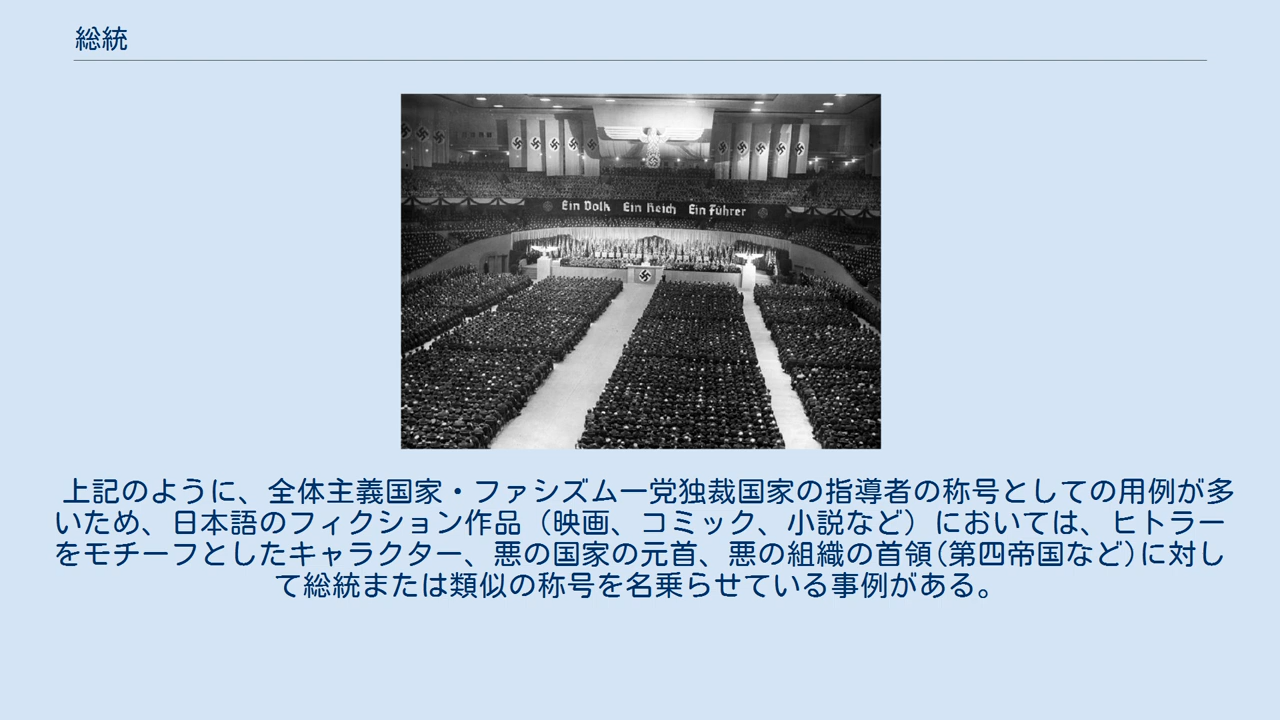 総統
Ein Volk Ein Reich Ein Führer
上記のように、全体主義国家・ファシズム一党独裁国家の指導者の称号としての用例が多
いため、日本語のフィクション作品（映画、コミック、小説など）においては、ヒトラー
をモチーフとしたキャラクター、悪の国家の元首、悪の組織の首領(第四帝国など)に対し
て総統または類似の称号を名乗らせている事例がある。